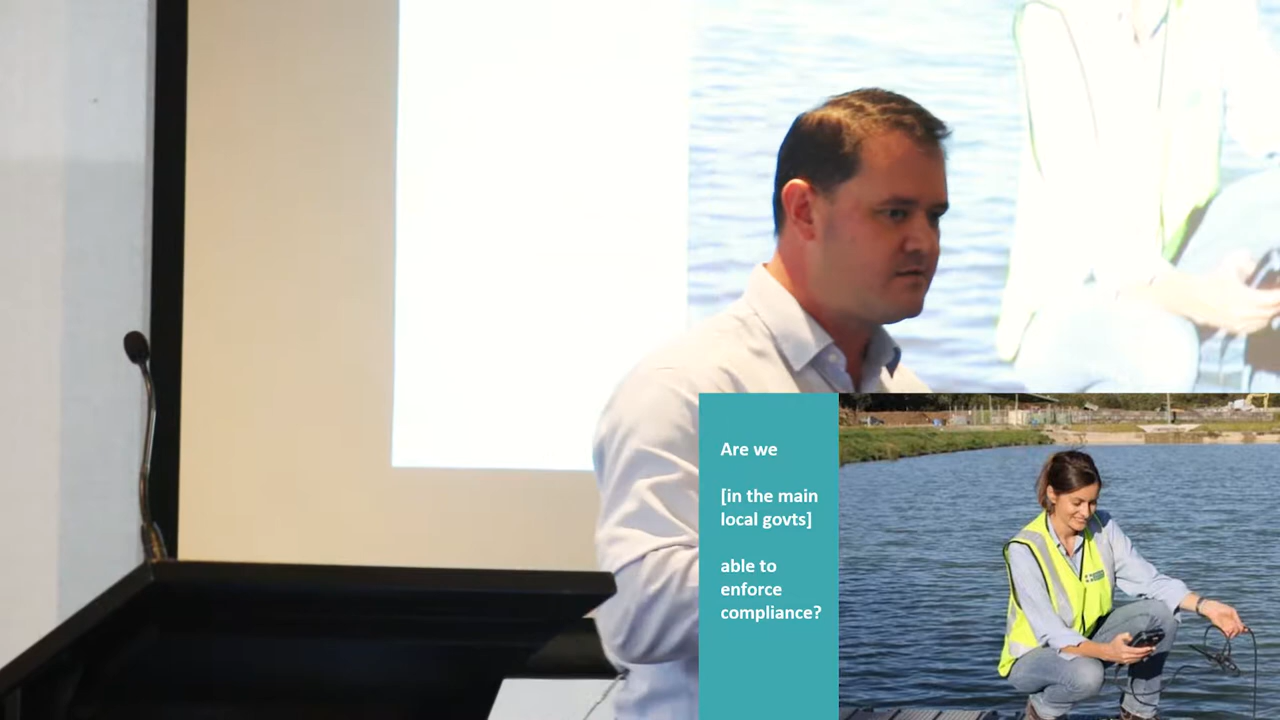 Are we
[in the main
local govts]
able to
enforce
compliance?